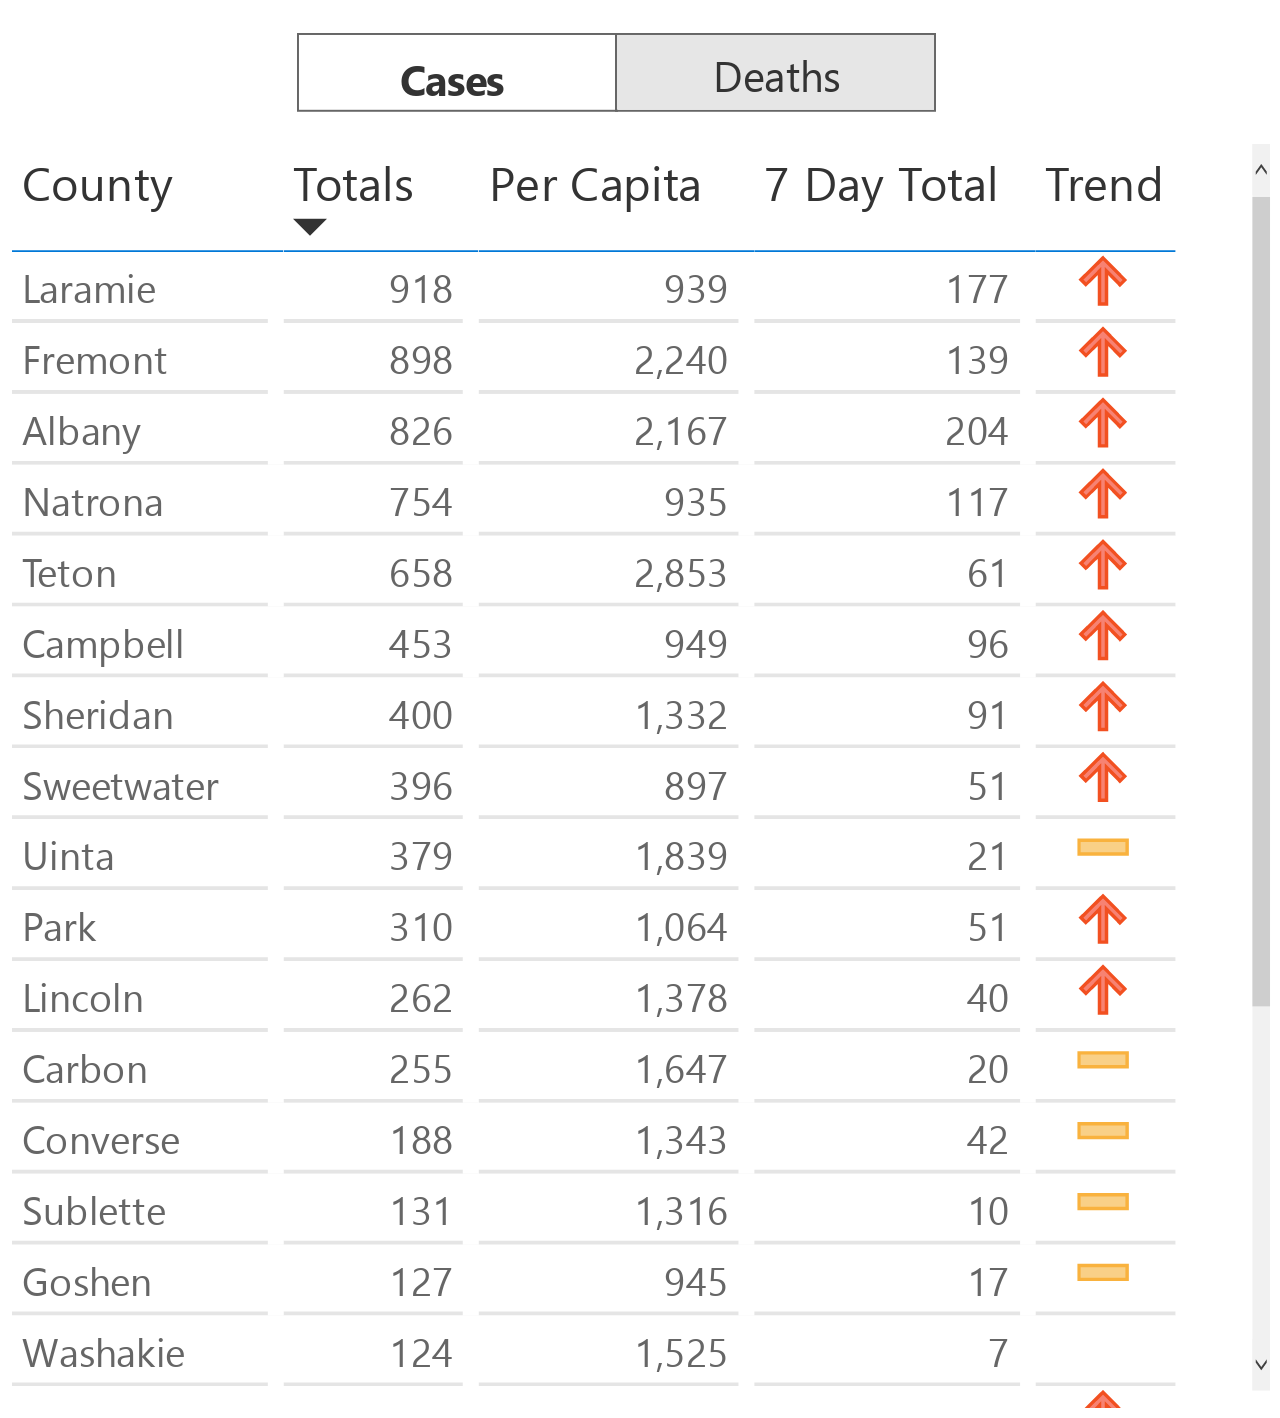 Cases Deaths
County Totals Per Capita 7 Day Total Trend
Laramie 918 939 177
Fremont 898 2,240 139
Albany 826 2,167 204
Natrona 754 935 117
Teton 658 2,853 61
Campbell 453 949 96
Sheridan 400 1,332 91
Sweetwater 396 897 51
Uinta 379 1,839 21
Park 310 1,064 51
Lincoln 262 1,378 40
Carbon 255 1,647 20
Converse 188 1,343 42
Sublette 131 1,316 10
Goshen 127 945 17
Washakie 124 1,525 7